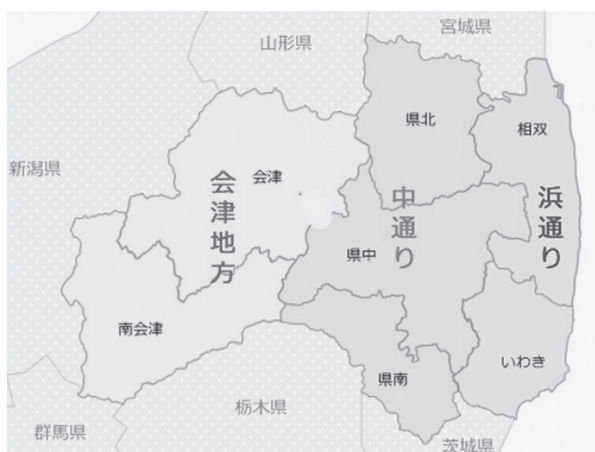 宮城県
山形県
県北
相双
新潟県
会津
会津地方
中通り
浜通り
県中
南会津
いわき
県南
栃木県
群馬県
茨城県